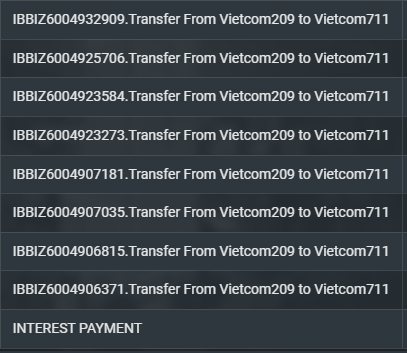 IBBIZ6004932909.Transfer From Vietcom209 to Vietcom711
IBBIZ6004925706.Transfer From Vietcom209 to Vietcom711
IBBIZ6004923584.Transfer From Vietcom209 to Vietcom711
IBBIZ6004923273.Transfer From Vietcom209 to Vietcom711
IBBIZ6004907181.Transfer From Vietcom209 to Vietcom711
IBBIZ6004907035.Transfer From Vietcom209 to Vietcom711
IBBIZ6004906815.Transfer From Vietcom209 to Vietcom711
IBBIZ6004906371.Transfer From Vietcom209 to Vietcom711
INTEREST PAYMENT